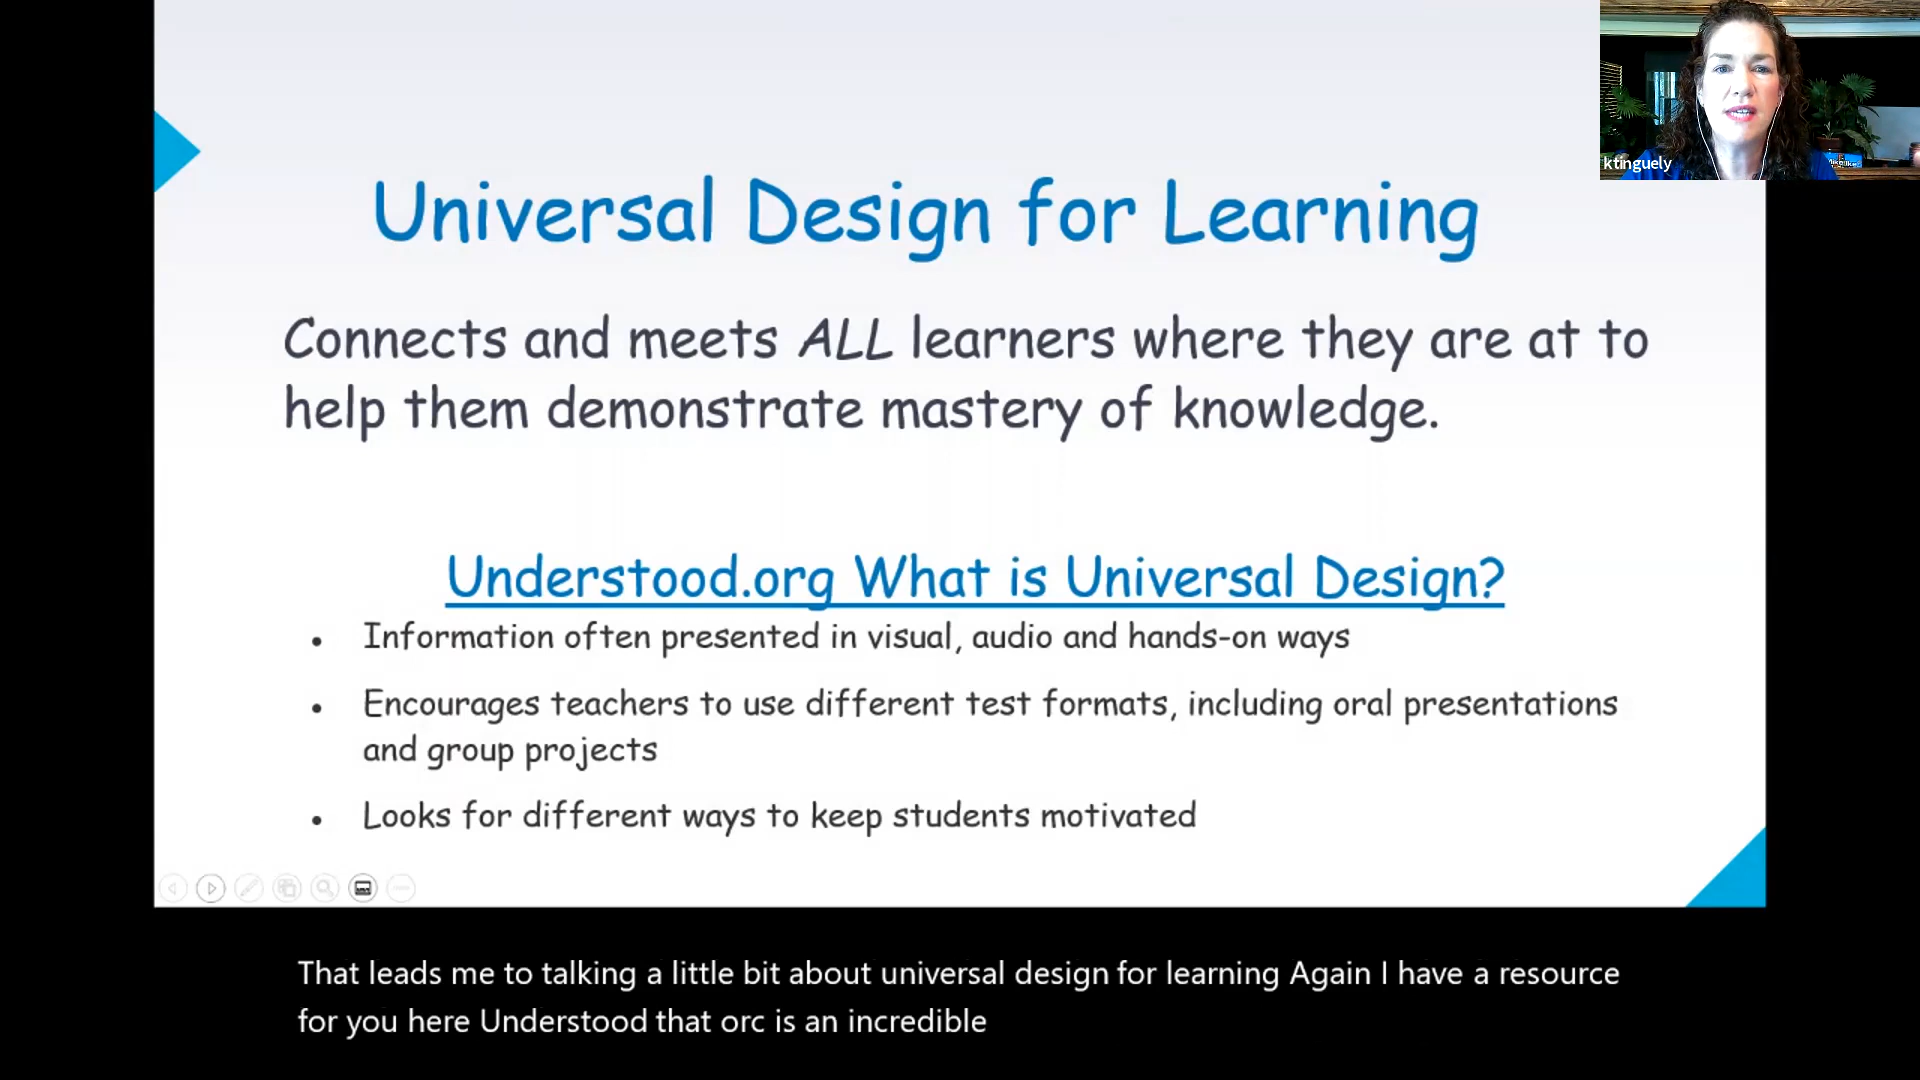 ktinguely
Universal Design for Learning
Connects and meets ALL learners where they are at to
help them demonstrate mastery of knowledge.
Understood.org What is Universal Design?
• Information often presented in visual, audio and hands-on ways
• Encourages teachers to use different test formats, including oral presentations
and group projects
• Looks for different ways to keep students motivated
That leads me to talking a little bit about universal design for learning Again I have a resource
for you here Understood that orc is an incredible